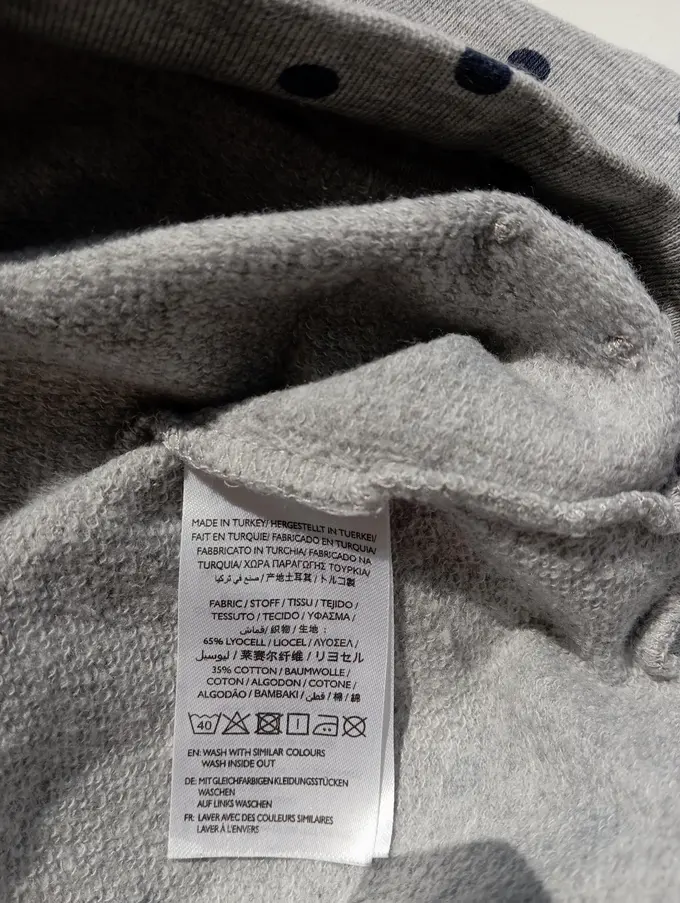 MADE IN TURKEY/ HERGESTELLT IN TUERKEI/
FAIT EN TURQUIE/ FABRICADO EN TURQUIA/
FABBRICATO IN TURCHIA/ FABRICADO NA
TURQUIA/ ΧΩΡΑ ΠΑΡΑΓΩΓΗΣ ΤΟΥΡΚΙΑ/
صنع في تركيا / 产地土耳其 / トルコ製
FABRIC / STOFF / TISSU / TEJIDO /
TESSUTO / TECIDO / ΥΦΑΣΜΑ /
قماش/ 织物 / 生地 :
65% LYOCELL / LIOCEL / ΛΥΟΣΕΛ /
ليوسيل / 莱赛尔纤维 / リヨセル
35% COTTON / BAUMWOLLE /
COTON / ALGODON / COTONE /
ALGODÃO / BAMBAKI / قطن / 棉 / 綿
40
EN: WASH WITH SIMILAR COLOURS
WASH INSIDE OUT
DE: MIT GLEICHFARBIGEN KLEIDUNGSSTÜCKEN
WASCHEN
AUF LINKS WASCHEN
FR: LAVER AVEC DES COULEURS SIMILAIRES
LAVER À L'ENVERS